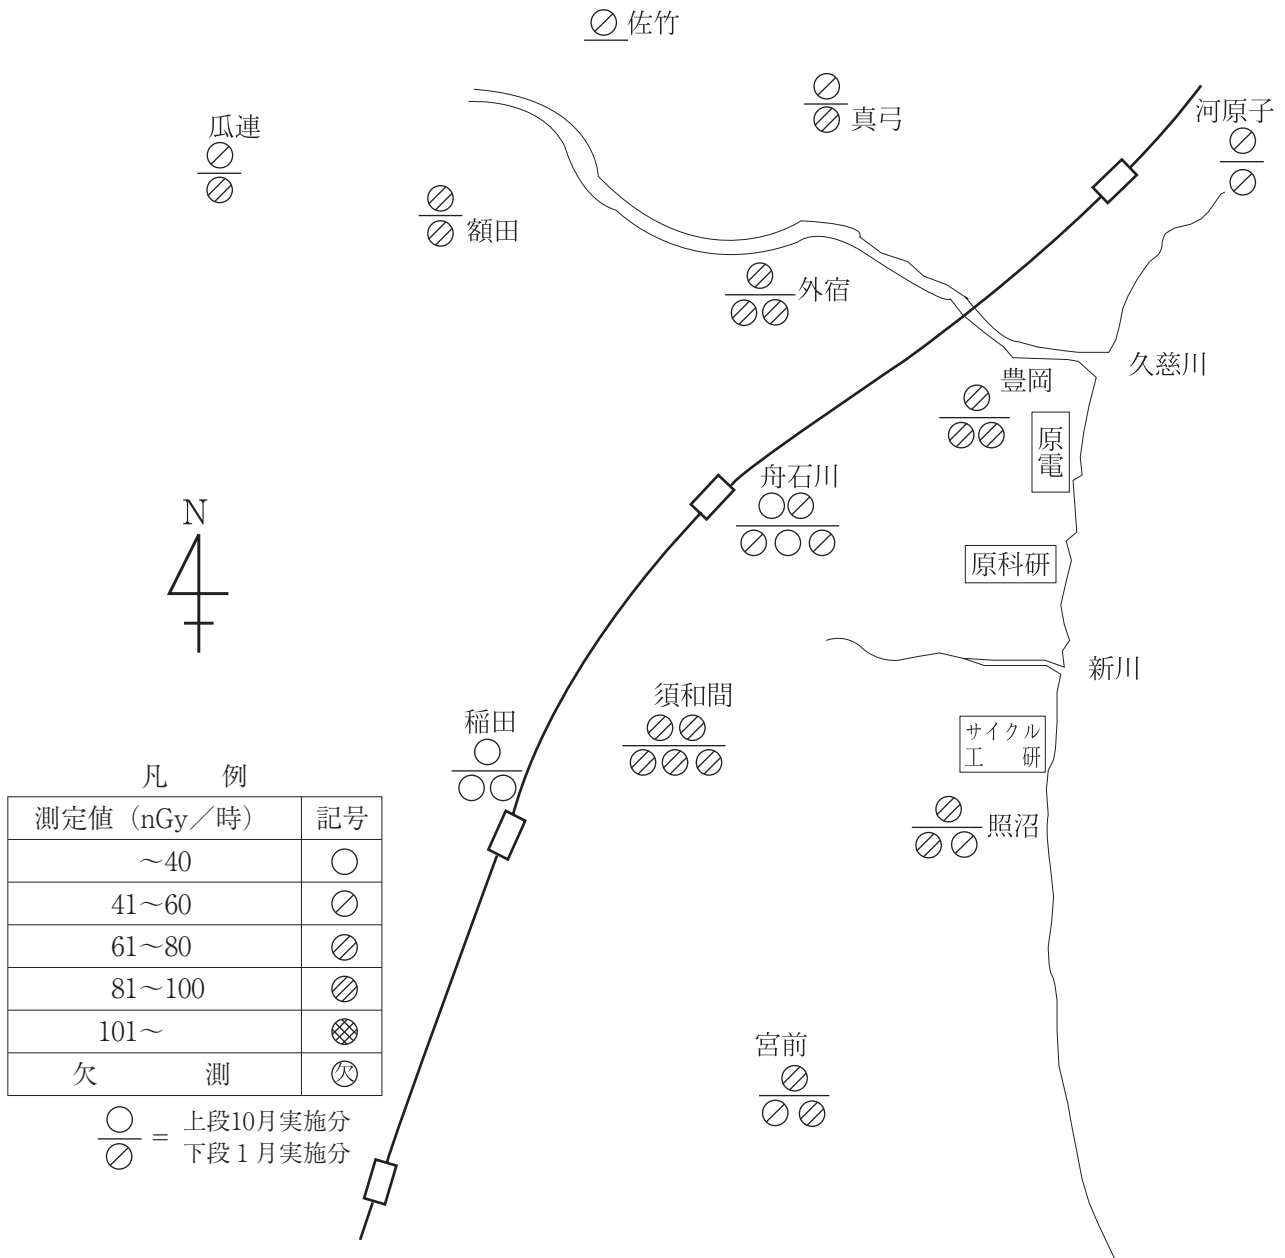 佐竹
真弓
河原子
瓜連
額田
外宿
久慈川
豊岡
原電
舟石川
原科研
N
新川
須和間
稲田
サイクル
工 研
照沼
凡 例
測定値（nGy／時） 記号
～40
41～60
61～80
81～100
101～
欠 測 欠
= 上段10月実施分
下段1月実施分
宮前